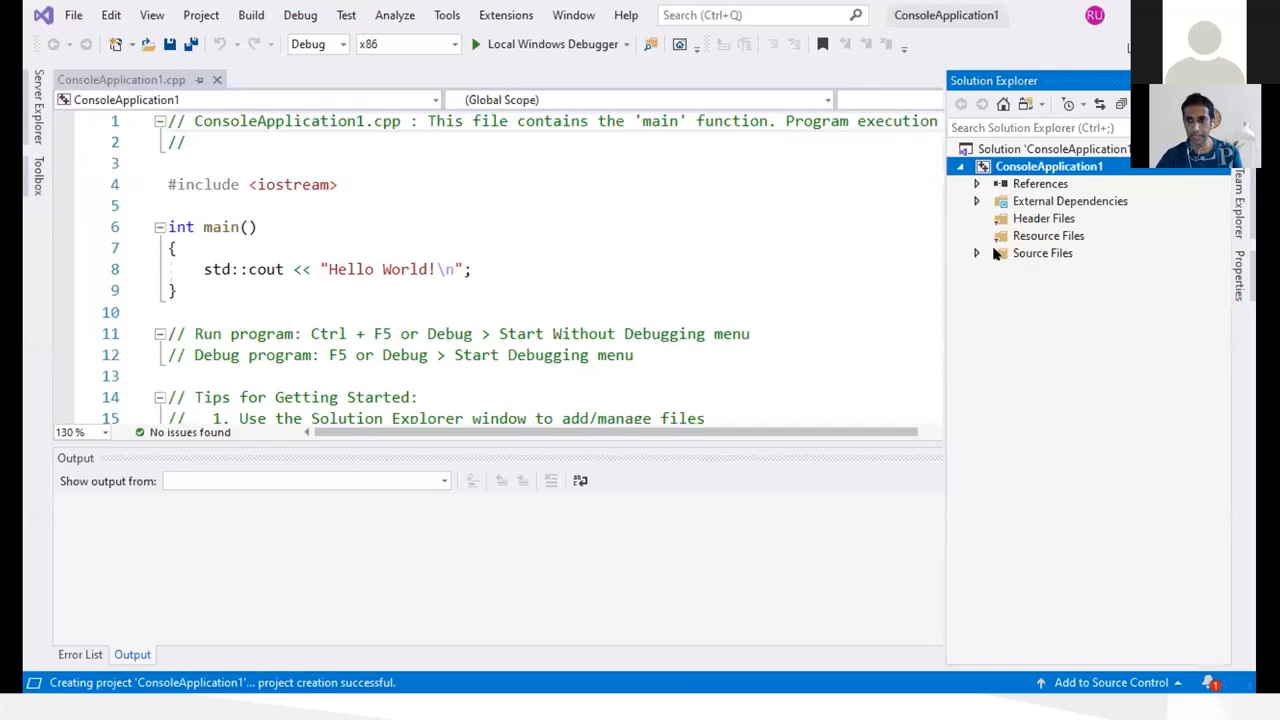 File Edit View Project Build Debug Test Analyze Tools Extensions Window Help Search (Ctrl+Q) ConsoleApplication1 RU
Debug x86 Local Windows Debugger
Server Explorer
Toolbox
ConsoleApplication1.cpp
ConsoleApplication1 (Global Scope)
1 // ConsoleApplication1.cpp : This file contains the 'main' function. Program execution
2 //
3
4 #include <iostream>
5
6 int main()
7 {
8 std::cout << "Hello World!\n";
9 }
10
11 // Run program: Ctrl + F5 or Debug > Start Without Debugging menu
12 // Debug program: F5 or Debug > Start Debugging menu
13
14 // Tips for Getting Started:
15 // 1. Use the Solution Explorer window to add/manage files
130 % No issues found
Output
Show output from:
Error List Output
Solution Explorer
Search Solution Explorer (Ctrl+;)
Solution 'ConsoleApplication1
ConsoleApplication1
References
External Dependencies
Header Files
Resource Files
Source Files
Team Explorer
Properties
Creating project 'ConsoleApplication1'... project creation successful. Add to Source Control 1